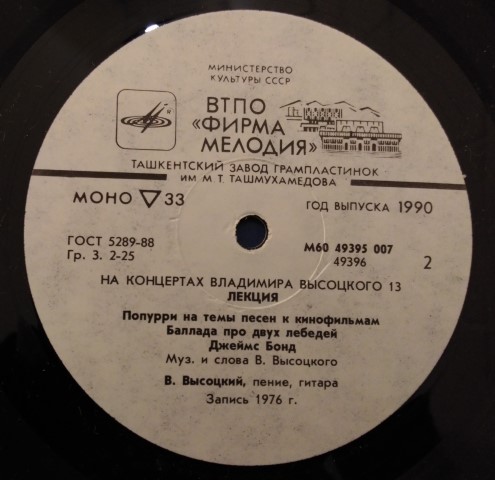 МИНИСТЕРСТВО
КУЛЬТУРЫ СССР
ВТПО
«ФИРМА
МЕЛОДИЯ»
ТАШКЕНТСКИЙ ЗАВОД ГРАМПЛАСТИНОК
ИМ М Т ТАШМУХАМЕДОВА
МОНО 33
ГОД ВЫПУСКА 1990
ГОСТ 5289-88
Гр. 3. 2-25
М60 49395 007
49396
2
НА КОНЦЕРТАХ ВЛАДИМИРА ВЫСОЦКОГО 13
ЛЕКЦИЯ
Попурри на темы песен к кинофильмам
Баллада про двух лебедей
Джеймс Бонд
Муз. и слова В. Высоцкого
В. Высоцкий, пение, гитара
Запись 1976 г.